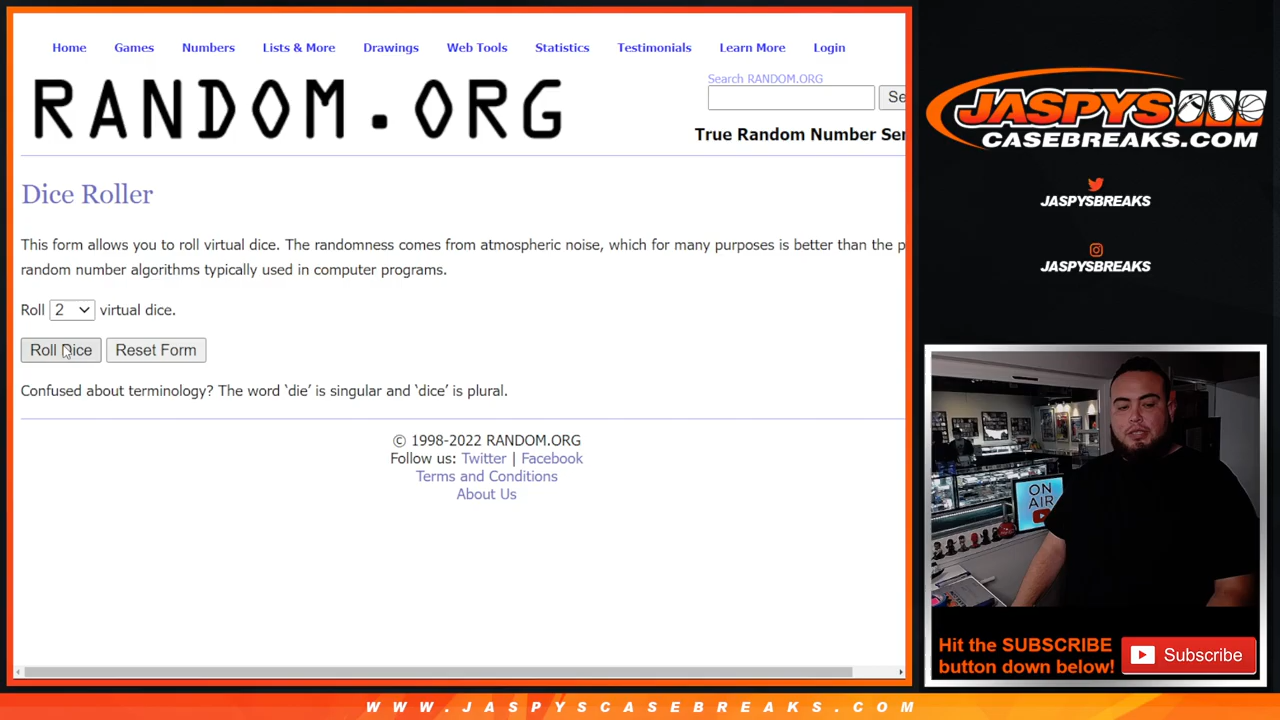 Home Games Numbers Lists & More Drawings Web Tools Statistics Testimonials Learn More Login
RANDOM.ORG
Search RANDOM.ORG
Se
True Random Number Ser
Dice Roller
This form allows you to roll virtual dice. The randomness comes from atmospheric noise, which for many purposes is better than the p
random number algorithms typically used in computer programs.
Roll 2 virtual dice.
Roll Dice Reset Form
Confused about terminology? The word ‘die’ is singular and ‘dice’ is plural.
© 1998-2022 RANDOM.ORG
Follow us: Twitter | Facebook
Terms and Conditions
About Us
JASPYS
CASEBREAKS.COM
JASPYSBREAKS
JASPYSBREAKS
ON
AIR
Hit the SUBSCRIBE
button down below!
Subscribe
WWW.JASPYSCASEBREAKS.COM